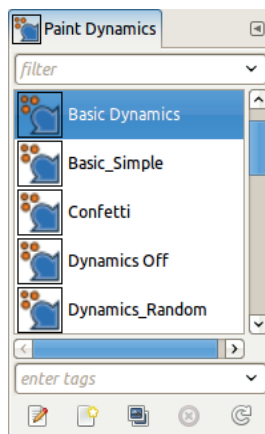 Paint Dynamics
filter
Basic Dynamics
Basic_Simple
Confetti
Dynamics Off
Dynamics_Random
enter tags